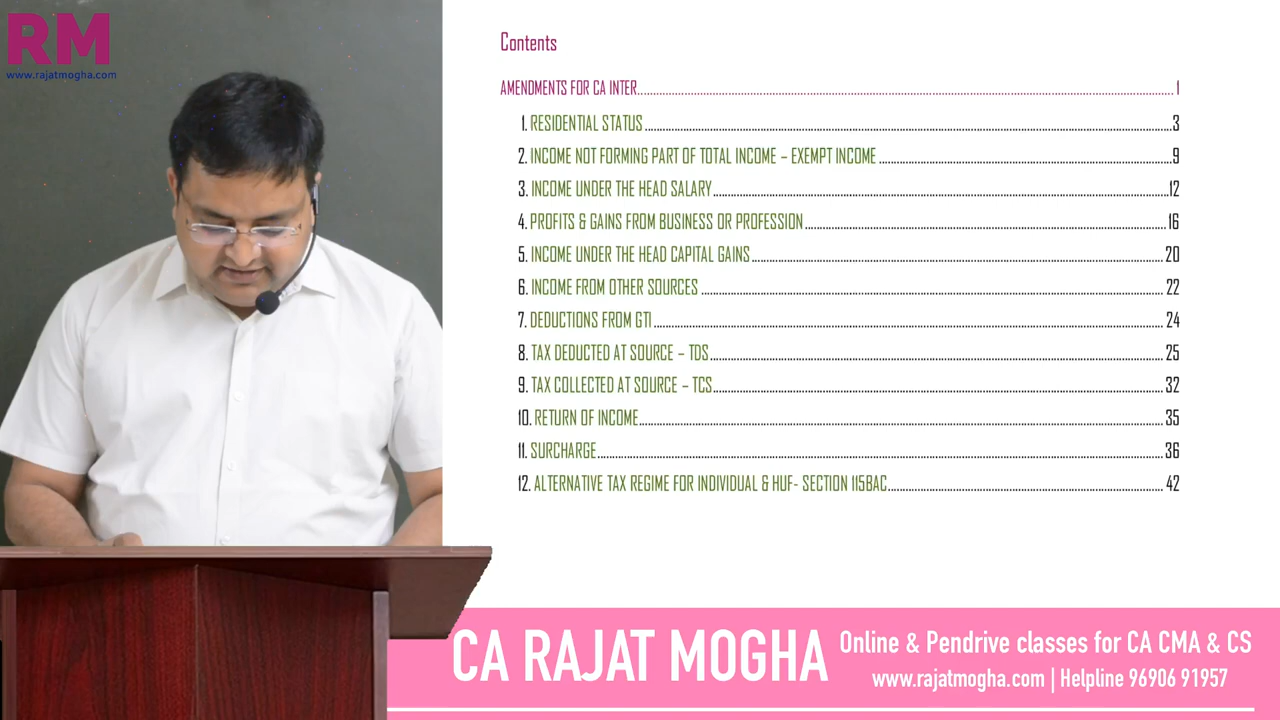 RM
www.rajatmogha.com
Contents
AMENDMENTS FOR CA INTER 1
1. RESIDENTIAL STATUS 3
2. INCOME NOT FORMING PART OF TOTAL INCOME – EXEMPT INCOME 9
3. INCOME UNDER THE HEAD SALARY 12
4. PROFITS & GAINS FROM BUSINESS OR PROFESSION 16
5. INCOME UNDER THE HEAD CAPITAL GAINS 20
6. INCOME FROM OTHER SOURCES 22
7. DEDUCTIONS FROM GTI 24
8. TAX DEDUCTED AT SOURCE – TDS 25
9. TAX COLLECTED AT SOURCE – TCS 32
10. RETURN OF INCOME 35
11. SURCHARGE 36
12. ALTERNATIVE TAX REGIME FOR INDIVIDUAL & HUF- SECTION 115BAC 42
CA RAJAT MOGHA
Online & Pendrive classes for CA CMA & CS
www.rajatmogha.com | Helpline 96906 91957